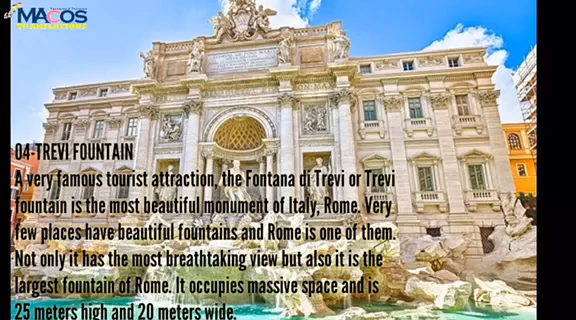 MACOS
04-TREVI FOUNTAIN
A very famous tourist attraction, the Fontana di Trevi or Trevi
fountain is the most beautiful monument of Italy, Rome. Very
few places have beautiful fountains and Rome is one of them.
Not only it has the most breathtaking view but also it is the
largest fountain of Rome. It occupies massive space and is
25 meters high and 20 meters wide.